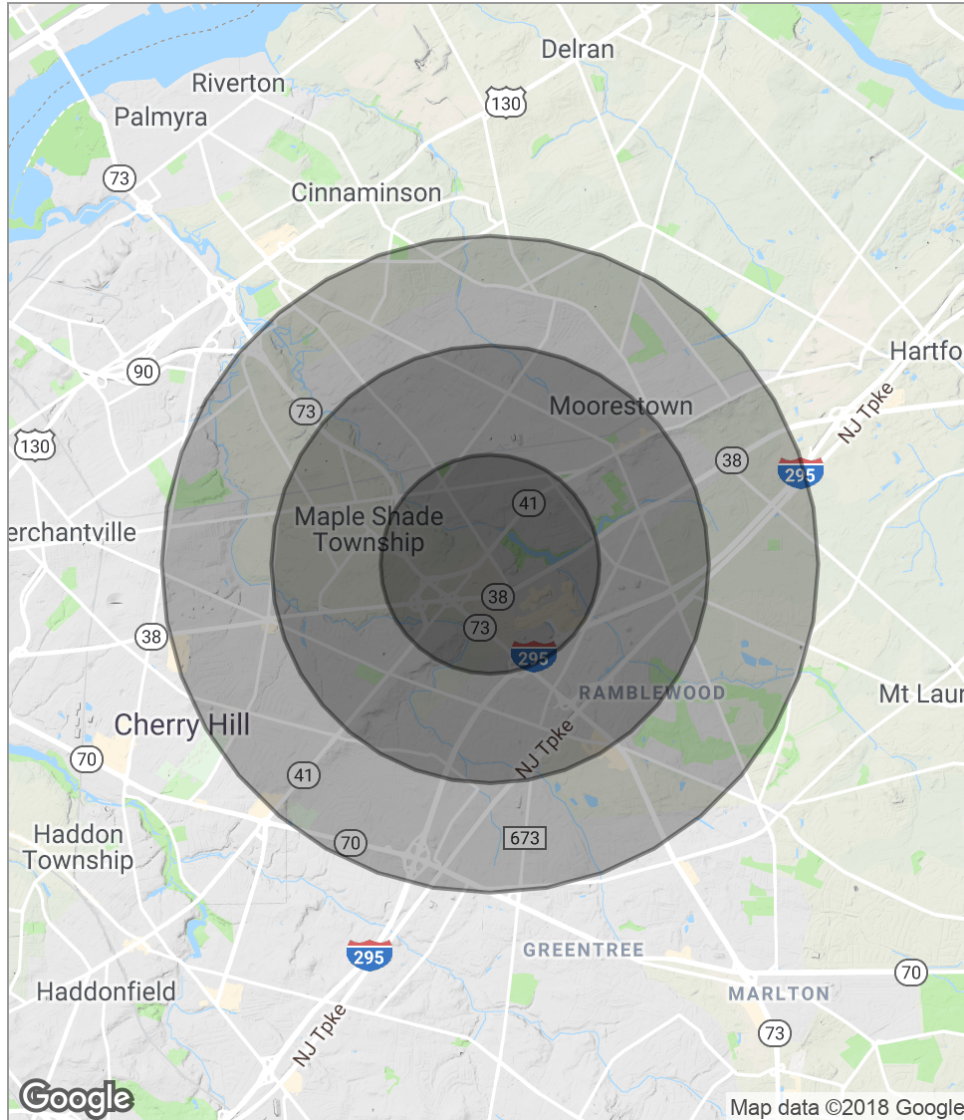 Delran
Riverton
130
Palmyra
73
Cinnaminson
90
Hartfo
NJ Tpke
73
Moorestown
130
38
295
41
Maple Shade
Township
erchantville
38
73
38
295
RAMBLEWOOD
Mt Laur
Cherry Hill
NJ Tpke
70
41
Haddon
Township
70
673
GREENTREE
295
70
Haddonfield
MARLTON
NJ Tpke
73
Google
Map data ©2018 Google